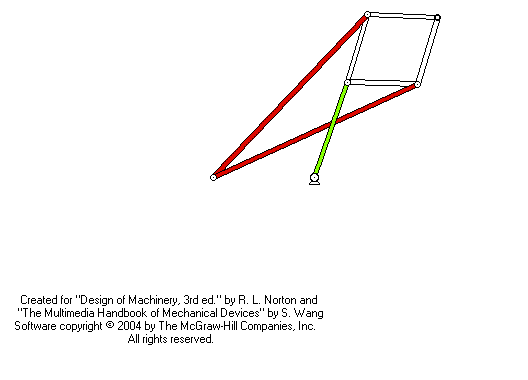 Created for "Design of Machinery, 3rd ed." by R. L. Norton and
"The Multimedia Handbook of Mechanical Devices" by S. Wang
Software copyright © 2004 by The McGraw-Hill Companies, Inc.
All rights reserved.